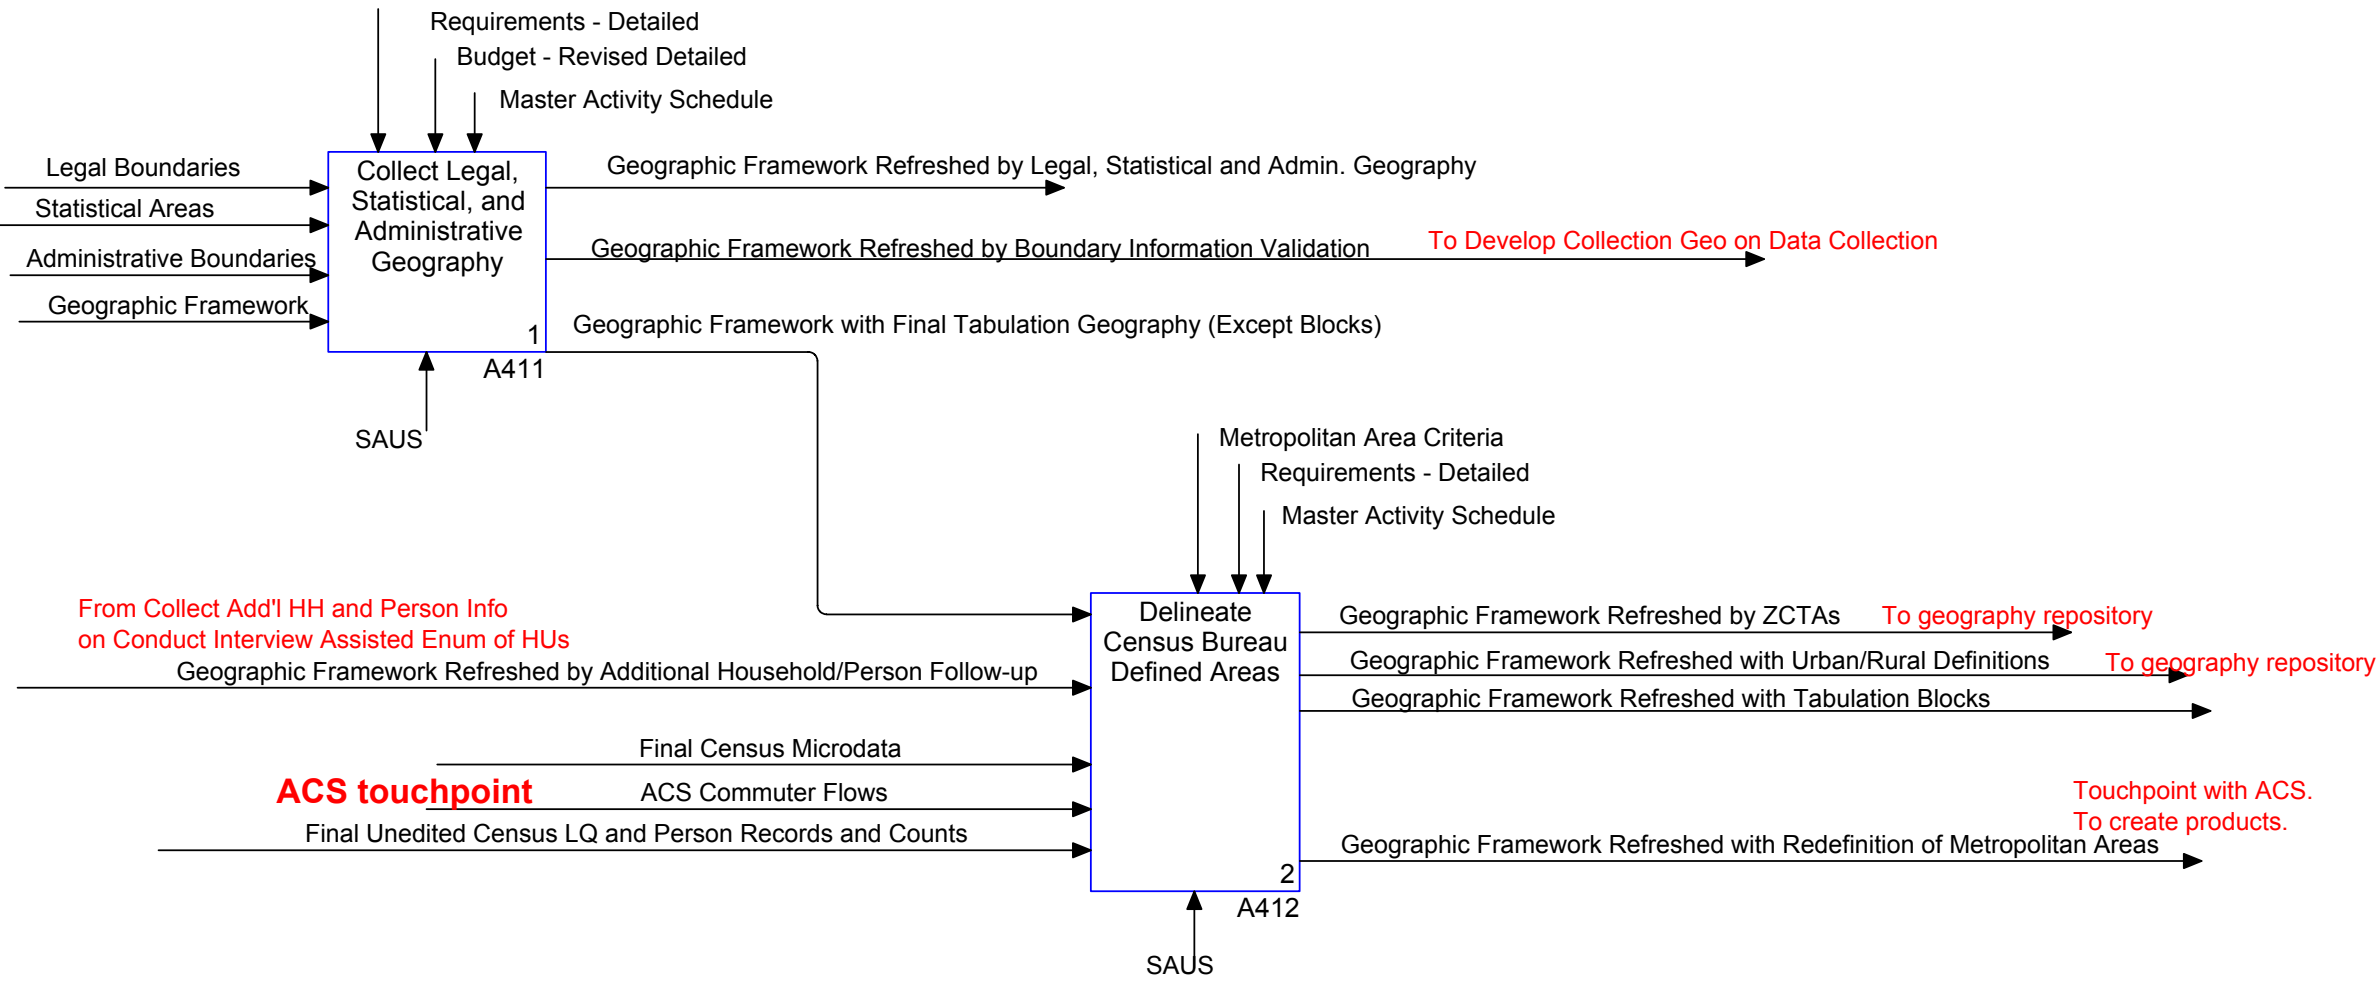 Requirements - Detailed
Budget - Revised Detailed
Master Activity Schedule
Legal Boundaries
Statistical Areas
Administrative Boundaries
Geographic Framework
Collect Legal,
Statistical, and
Administrative
Geography
1
A411
SAUS
Geographic Framework Refreshed by Legal, Statistical and Admin. Geography
Geographic Framework Refreshed by Boundary Information Validation
To Develop Collection Geo on Data Collection
Geographic Framework with Final Tabulation Geography (Except Blocks)
Metropolitan Area Criteria
Requirements - Detailed
Master Activity Schedule
From Collect Add'l HH and Person Info
on Conduct Interview Assisted Enum of HUs
Geographic Framework Refreshed by Additional Household/Person Follow-up
Final Census Microdata
ACS touchpoint
ACS Commuter Flows
Final Unedited Census LQ and Person Records and Counts
Delineate
Census Bureau
Defined Areas
2
A412
SAUS
Geographic Framework Refreshed by ZCTAs
To geography repository
Geographic Framework Refreshed with Urban/Rural Definitions
To geography repository
Geographic Framework Refreshed with Tabulation Blocks
Touchpoint with ACS.
To create products.
Geographic Framework Refreshed with Redefinition of Metropolitan Areas